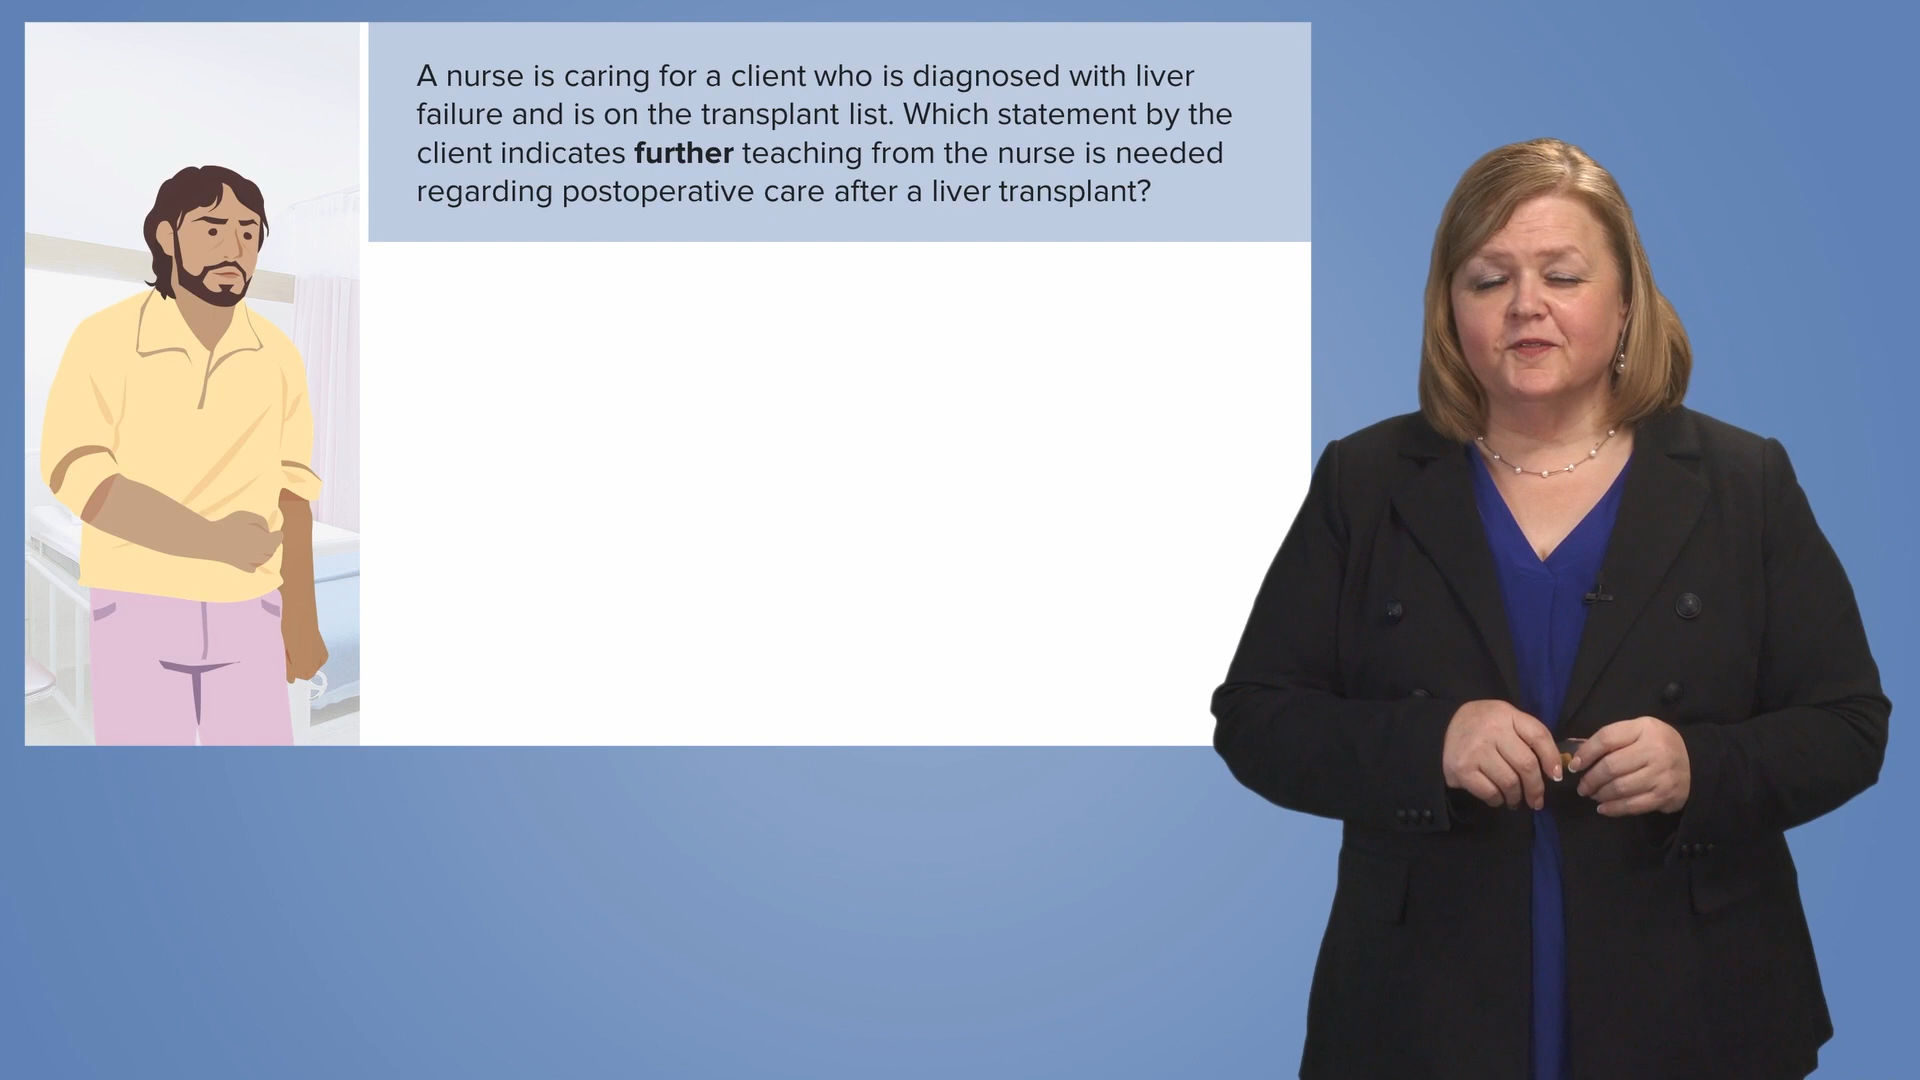 A nurse is caring for a client who is diagnosed with liver
failure and is on the transplant list. Which statement by the
client indicates further teaching from the nurse is needed
regarding postoperative care after a liver transplant?